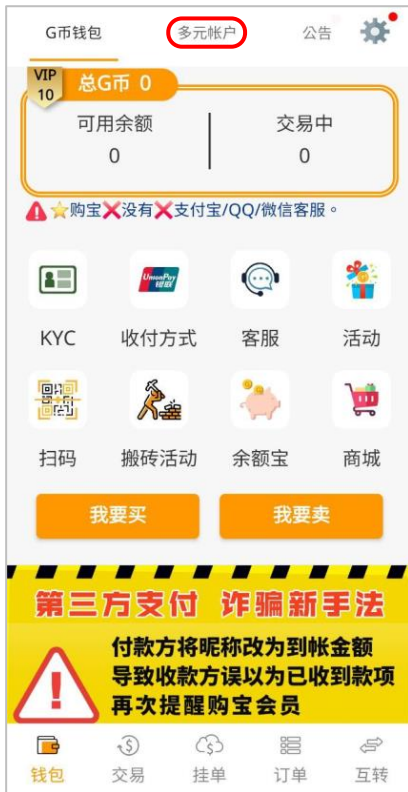 G币钱包 多元帐户 公告
VIP 10
总G币 0
可用余额 交易中
0 0
购宝❌没有❌支付宝/QQ/微信客服。
UnionPay 银联
KYC 收付方式 客服 活动
扫码 搬砖活动 余额宝 商城
我要买 我要卖
第三方支付 诈骗新手法
付款方将昵称改为到帐金额
导致收款方误以为已收到款项
再次提醒购宝会员
钱包 交易 挂单 订单 互转